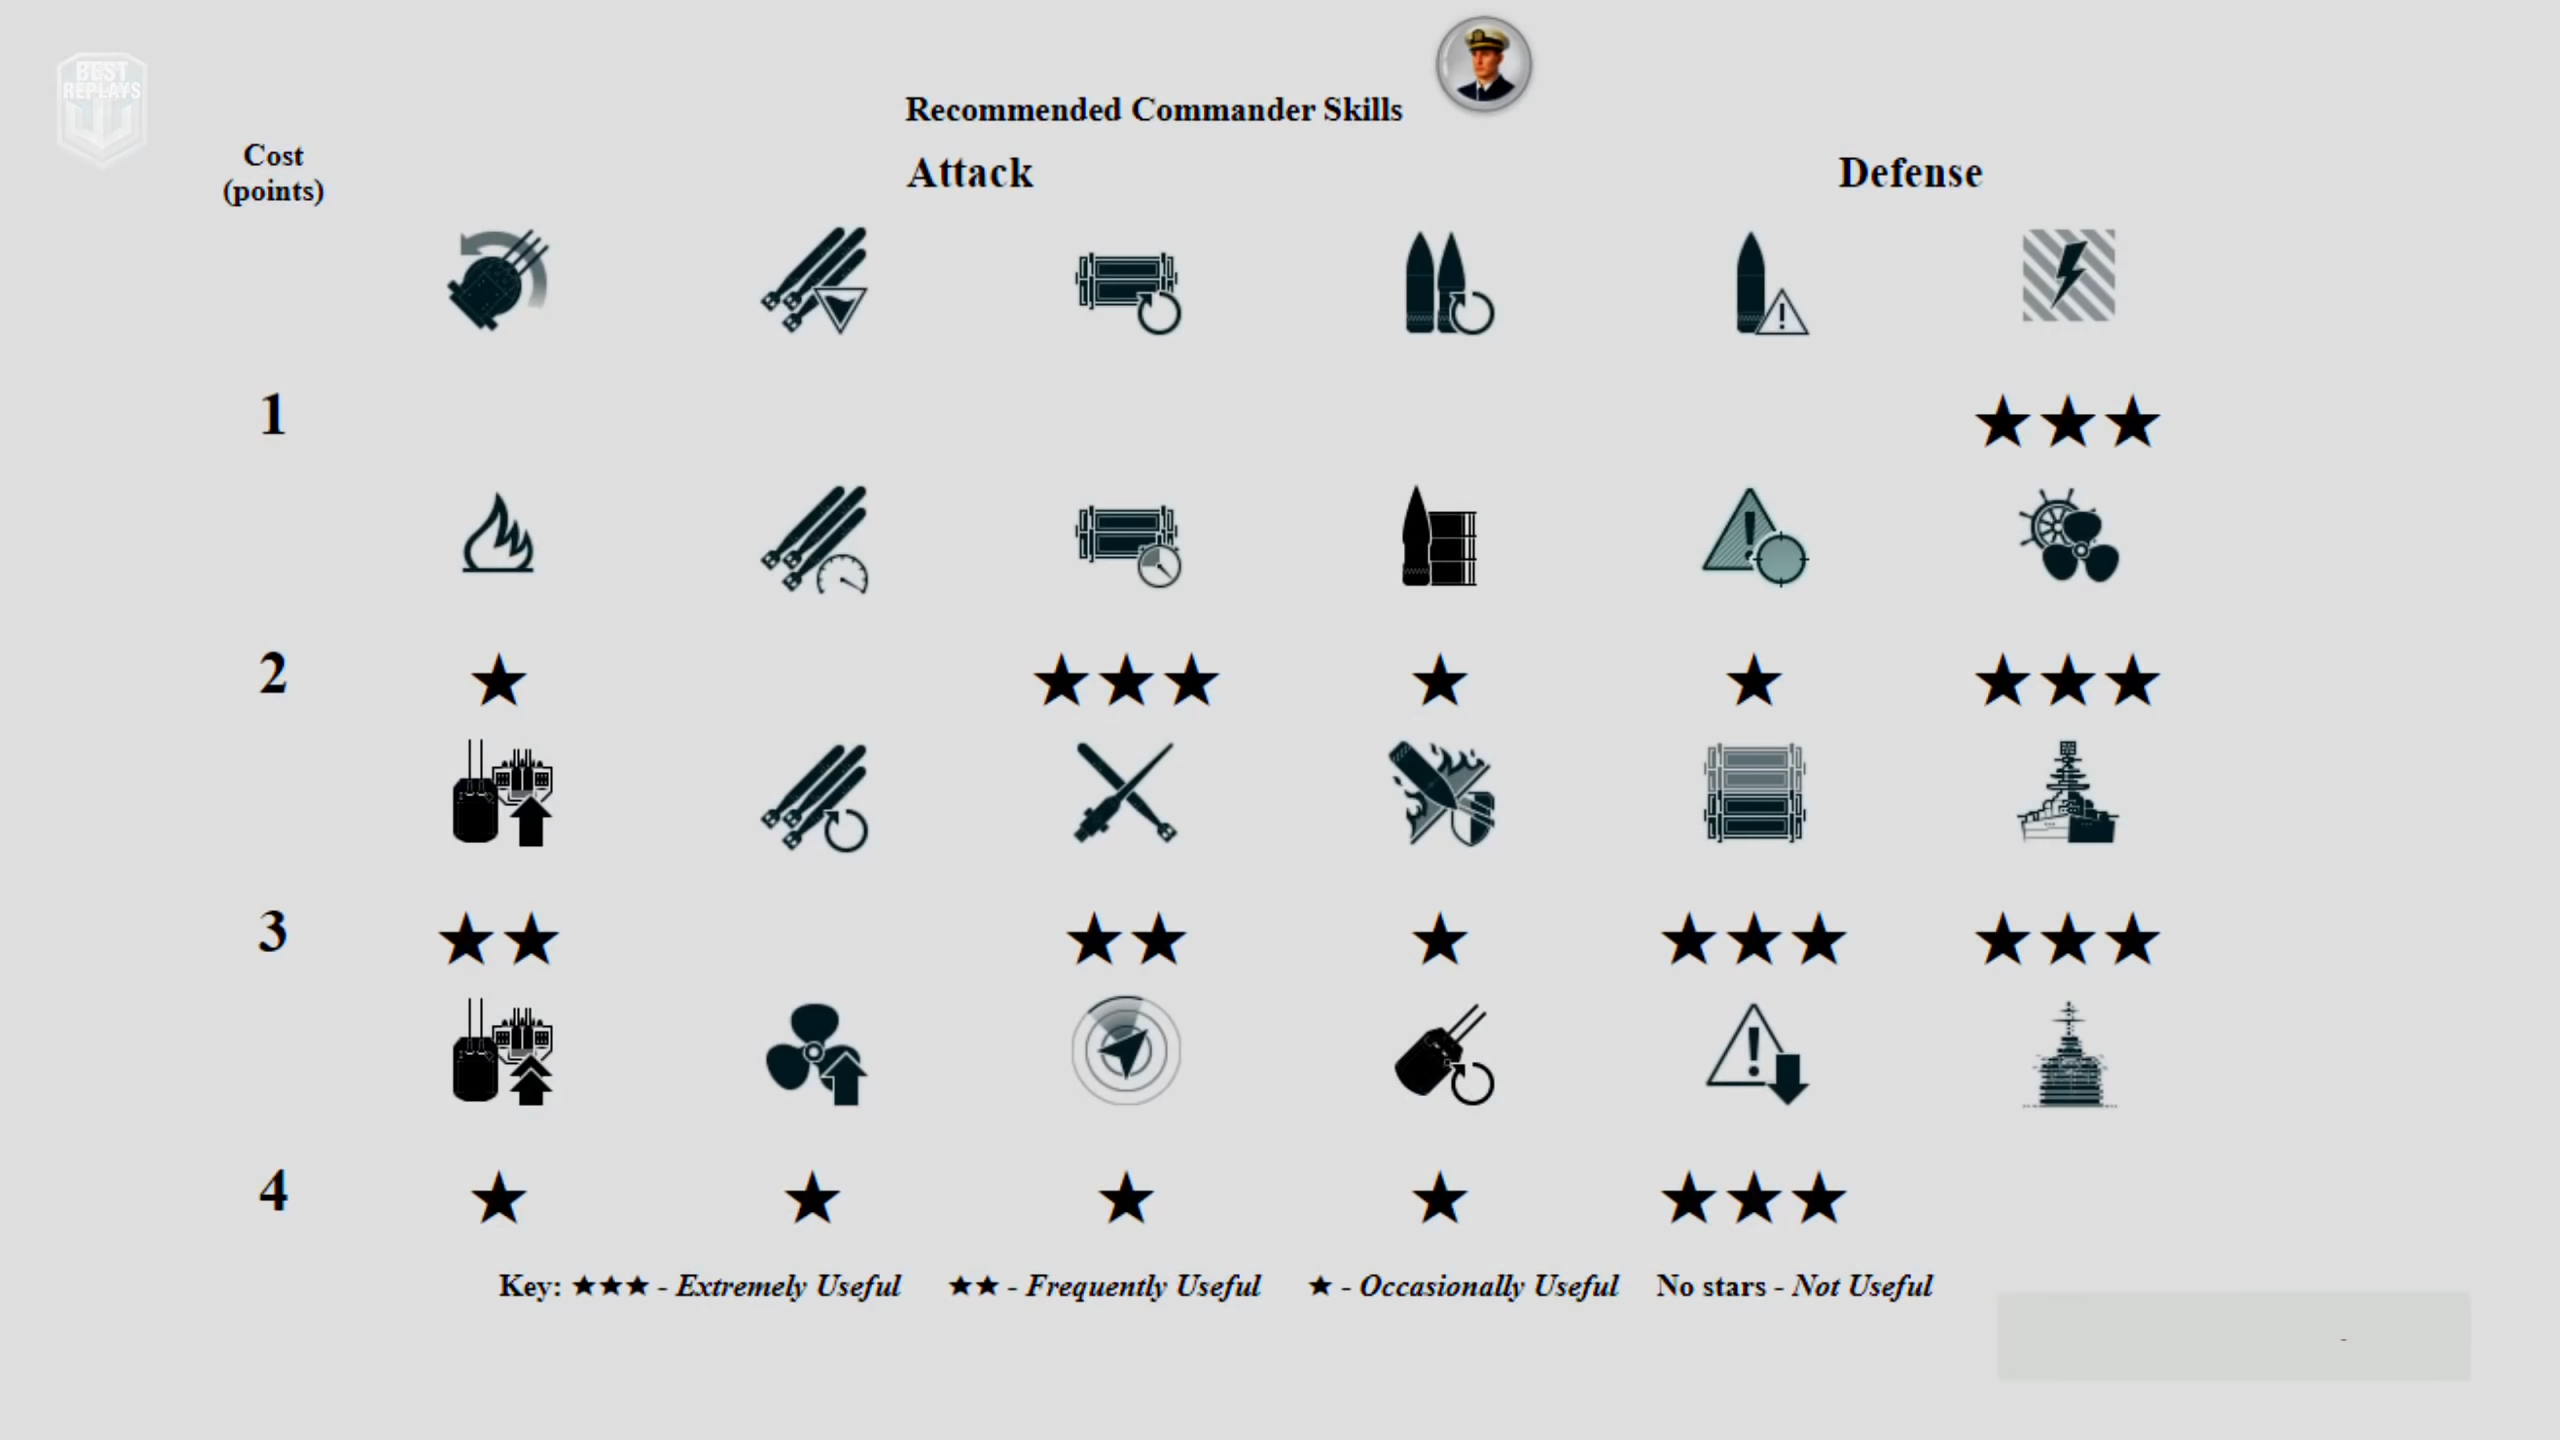 BEST
REPLAYS
Recommended Commander Skills
Cost
(points)
Attack
Defense
1
2
3
4
Key: ★★★ - Extremely Useful ★★ - Frequently Useful ★ - Occasionally Useful No stars - Not Useful
-